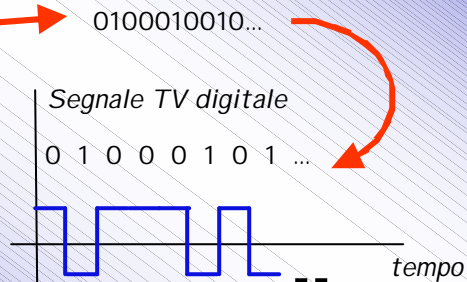 0100010010...
Segnale TV digitale
0 1 0 0 0 1 0 1 ...
tempo